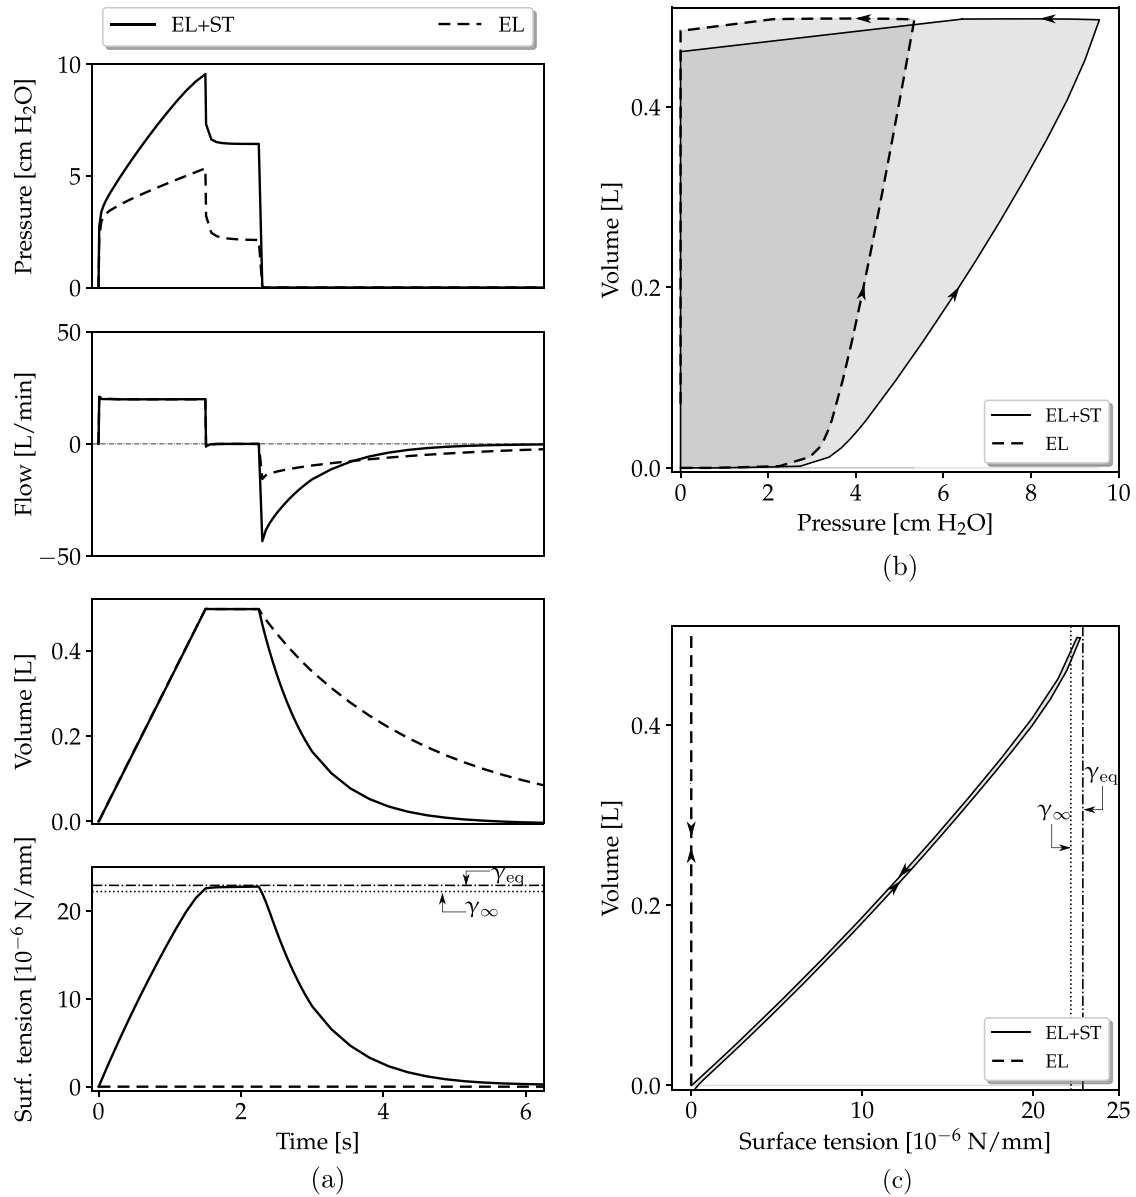 EL+ST EL
10
5
0
Pressure [cm H₂O]
50
0
−50
Flow [L/min]
0.4
0.2
0.0
Volume [L]
γeq
γ∞
20
10
0
Surf. tension [10⁻⁶ N/mm]
0 2 4 6
Time [s]
(a)
0.4
0.2
0.0
Volume [L]
EL+ST
EL
0 2 4 6 8 10
Pressure [cm H₂O]
(b)
0.4
0.2
0.0
Volume [L]
γeq
γ∞
EL+ST
EL
0 10 20 25
Surface tension [10⁻⁶ N/mm]
(c)